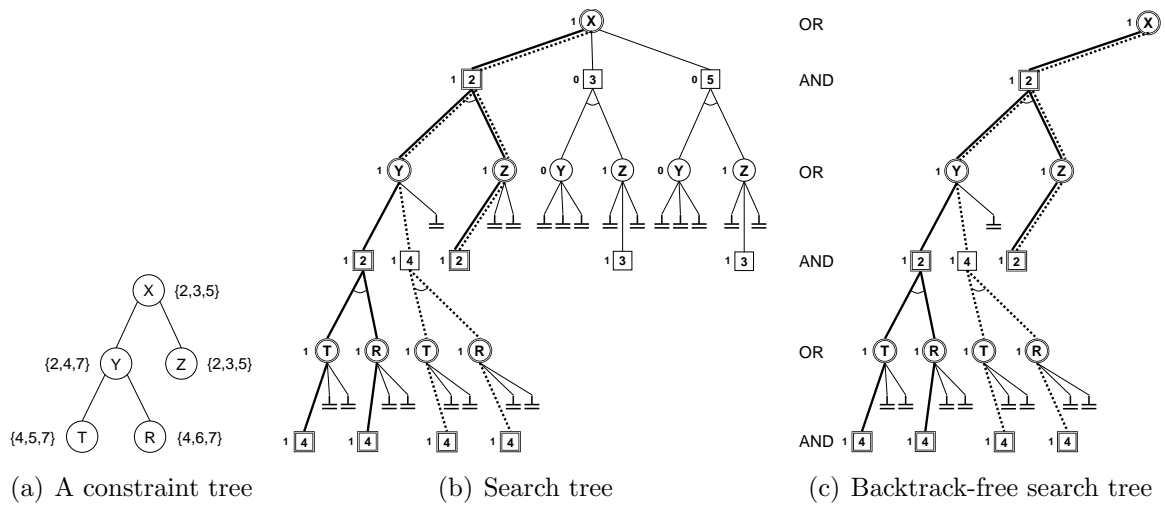 1 X OR 1 X
1 2 0 3 0 5 AND 1 2
1 Y 1 Z 0 Y 1 Z 0 Y 1 Z OR 1 Y 1 Z
1 2 1 4 1 2 1 3 1 3 AND 1 2 1 4 1 2
X {2,3,5}
1 T 1 R 1 T 1 R OR 1 T 1 R 1 T 1 R
{2,4,7} Y Z {2,3,5}
{4,5,7} T R {4,6,7} 1 4 1 4 1 4 1 4 AND 1 4 1 4 1 4 1 4
(a) A constraint tree (b) Search tree (c) Backtrack-free search tree